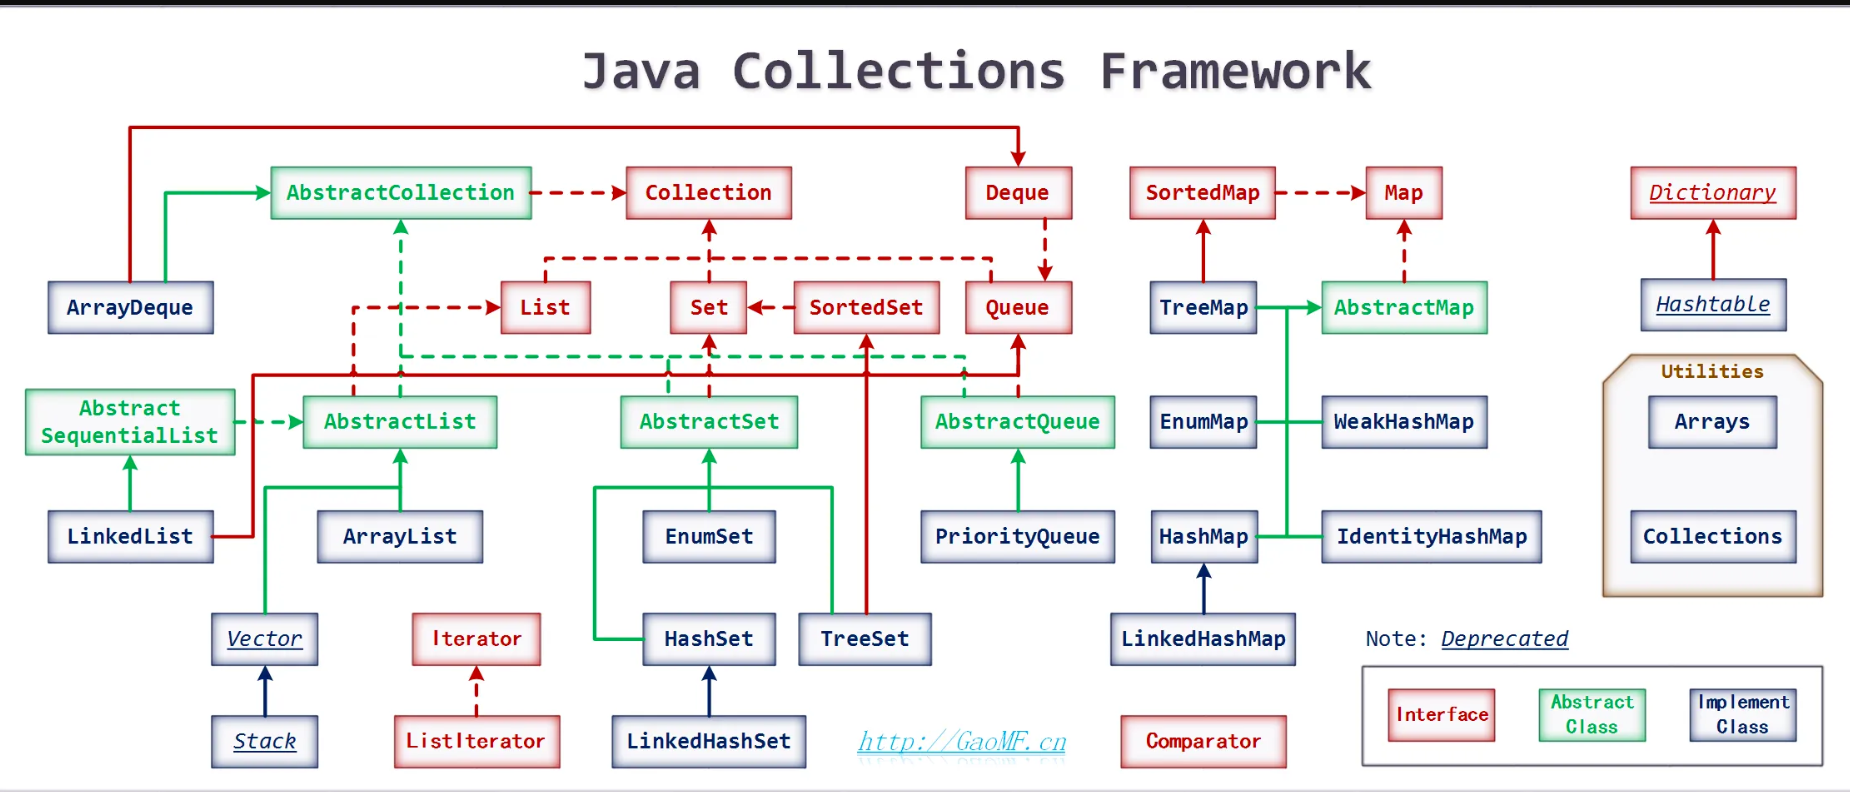 Java Collections Framework
AbstractCollection
Collection
Deque
SortedMap
Map
Dictionary
ArrayDeque
List
Set
SortedSet
Queue
TreeMap
AbstractMap
Hashtable
Utilities
Abstract
SequentialList
AbstractList
AbstractSet
AbstractQueue
EnumMap
WeakHashMap
Arrays
LinkedList
ArrayList
EnumSet
PriorityQueue
HashMap
IdentityHashMap
Collections
Vector
Iterator
HashSet
TreeSet
LinkedHashMap
Note: Deprecated
Stack
ListIterator
LinkedHashSet
http://GaoMF.cn
Comparator
Interface
Abstract
Class
Implement
Class